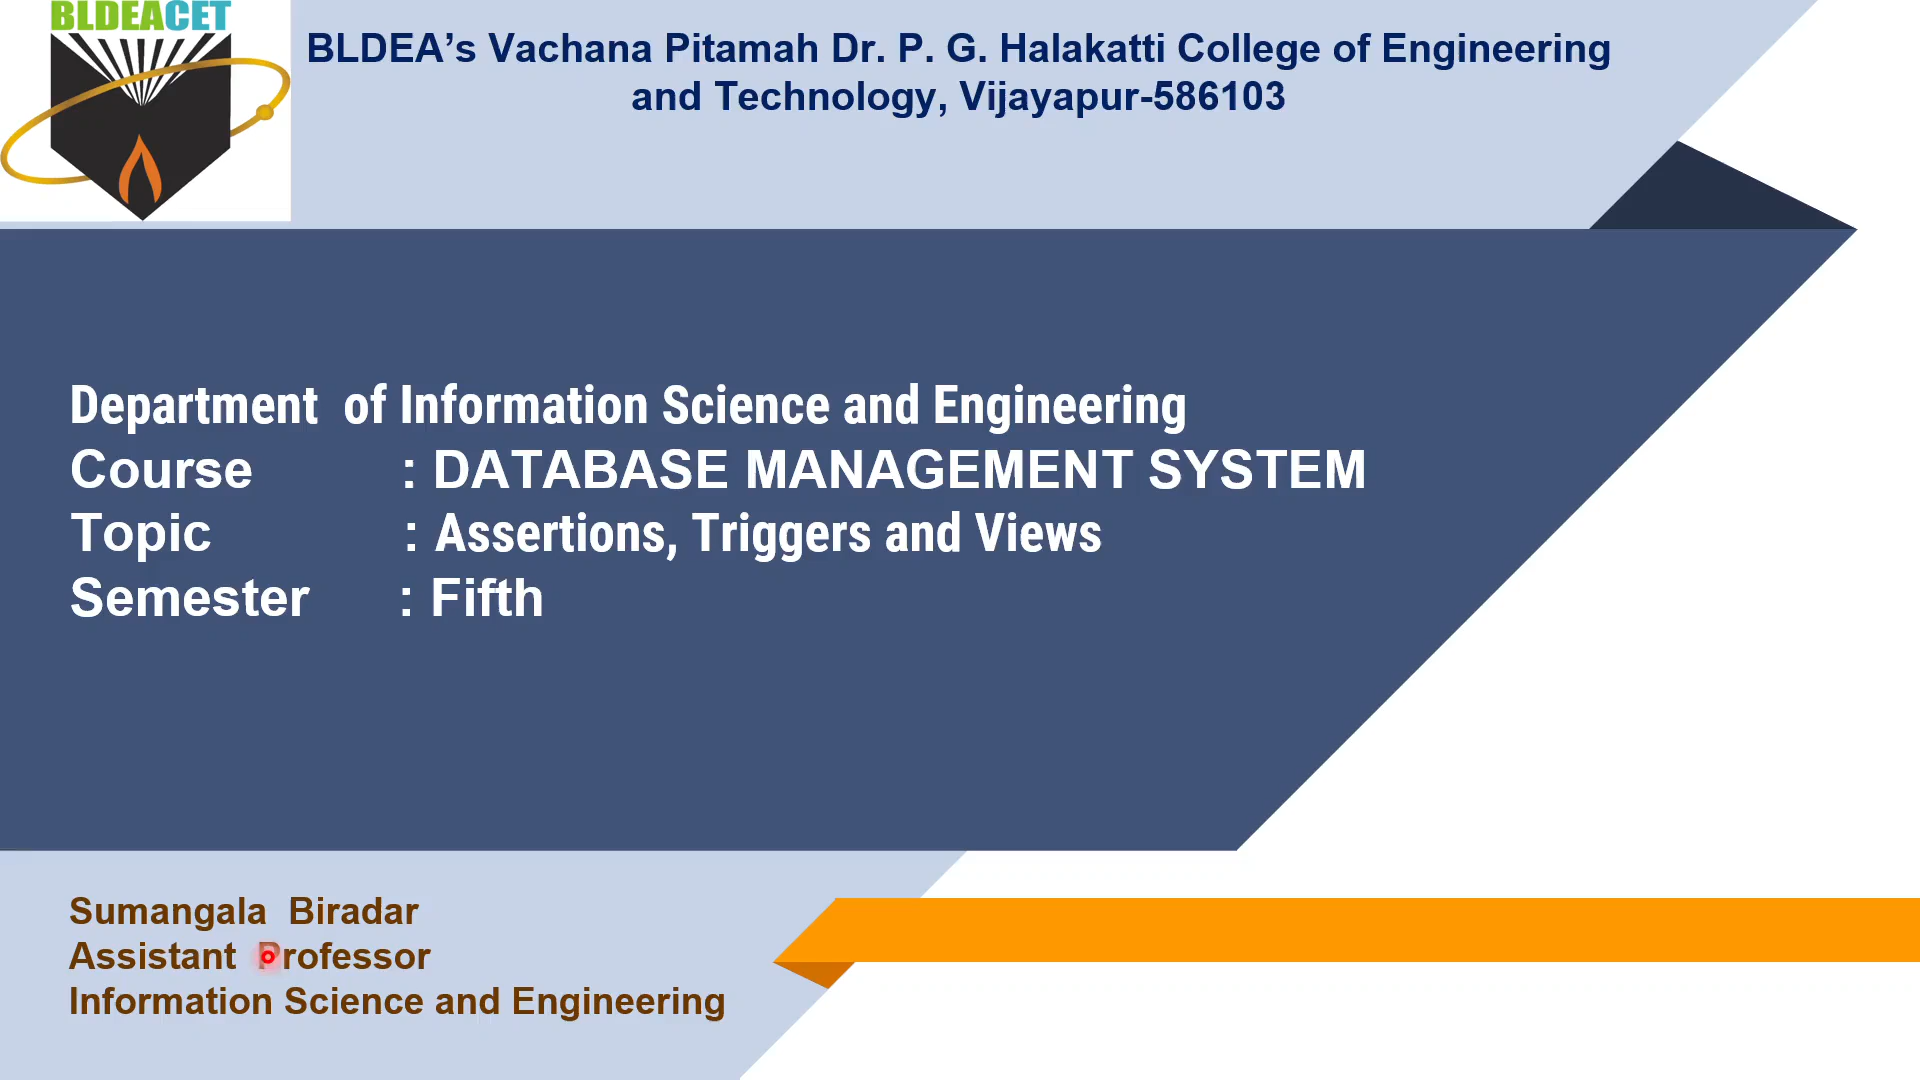 BLDEACET
BLDEA’s Vachana Pitamah Dr. P. G. Halakatti College of Engineering
and Technology, Vijayapur-586103
Department of Information Science and Engineering
Course : DATABASE MANAGEMENT SYSTEM
Topic : Assertions, Triggers and Views
Semester : Fifth
Sumangala Biradar
Assistant Professor
Information Science and Engineering